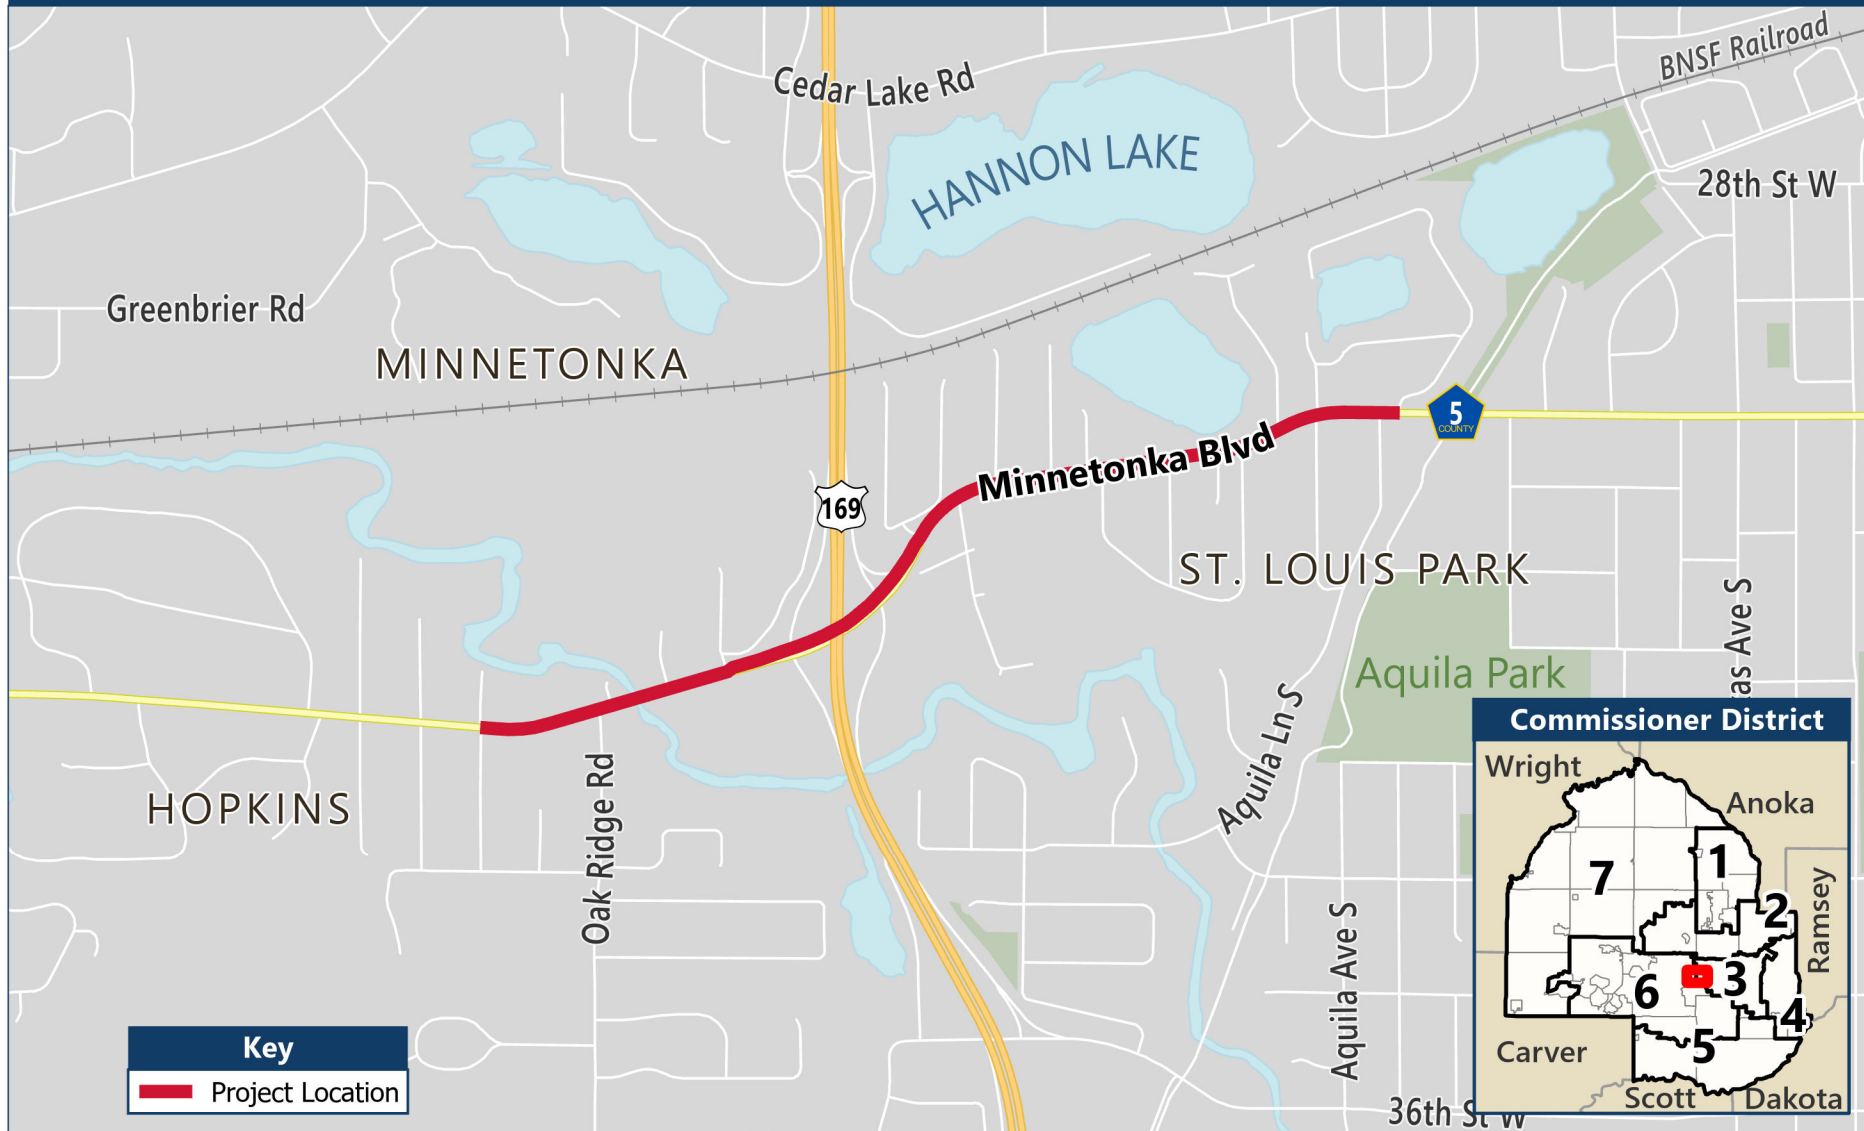 BNSF Railroad
Cedar Lake Rd
HANNON LAKE
28th St W
Greenbrier Rd
MINNETONKA
5
COUNTY
Minnetonka Blvd
169
ST. LOUIS PARK
Aquila Park
as Ave S
Aquila Ln S
HOPKINS
Oak Ridge Rd
Aquila Ave S
36th St W
Key
Project Location
Commissioner District
Wright
Anoka
1
7
2
Ramsey
3
6
4
5
Carver
Scott
Dakota